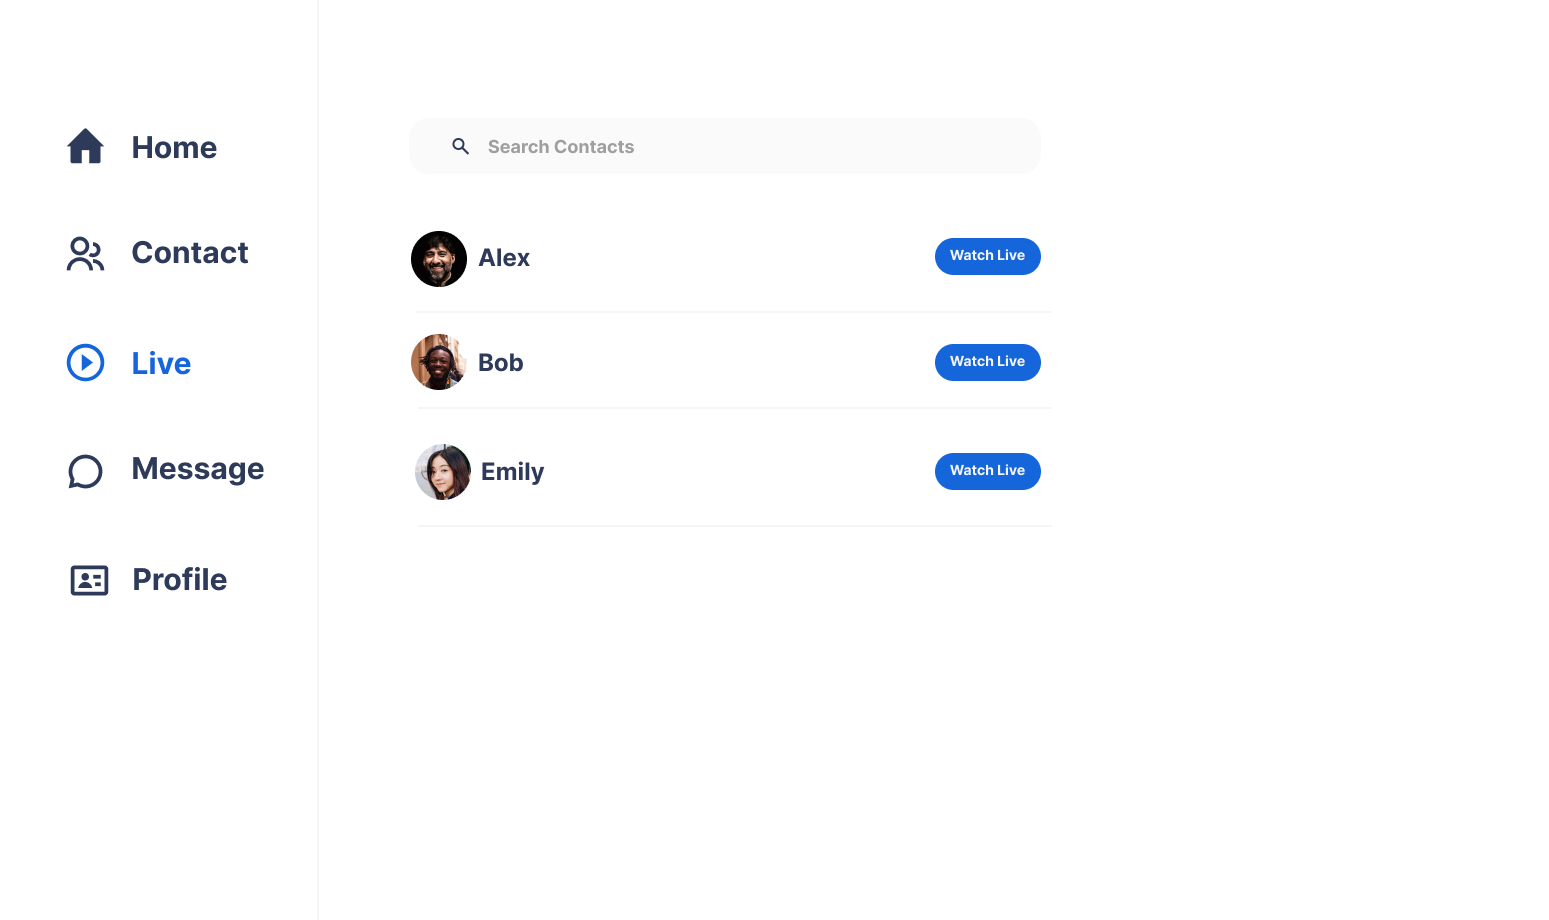 Home
Contact
Live
Message
Profile
Search Contacts
Alex
Watch Live
Bob
Watch Live
Emily
Watch Live